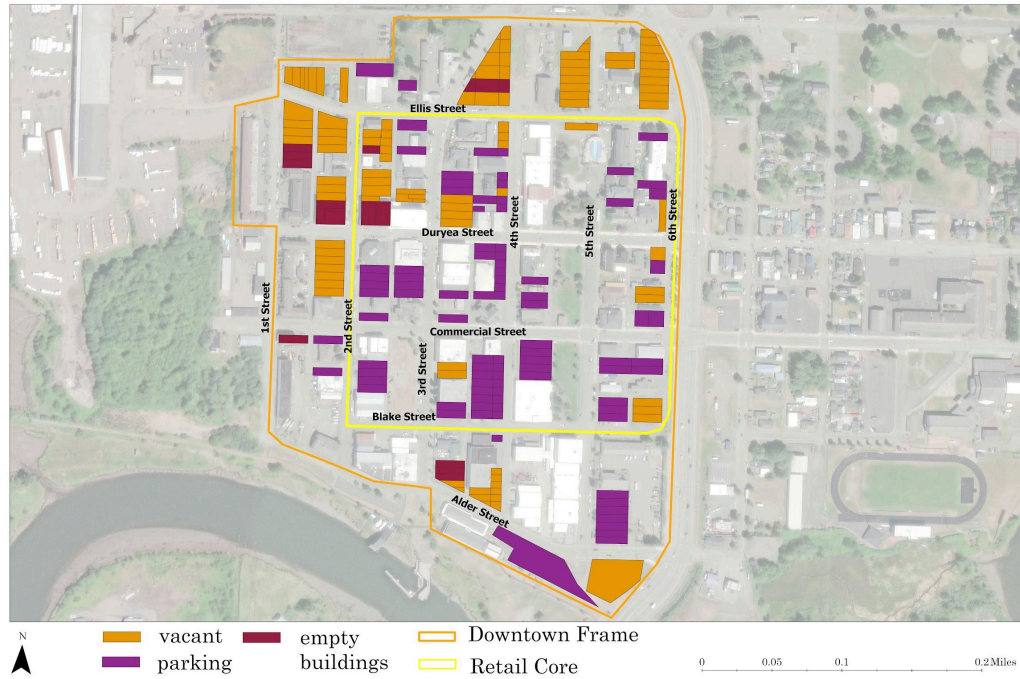 Ellis Street
Duryea Street
4th Street
5th Street
6th Street
1st Street
2nd Street
Commercial Street
3rd Street
Blake Street
Alder Street
N
vacant
empty buildings
Downtown Frame
parking
Retail Core
0 0.05 0.1 0.2 Miles